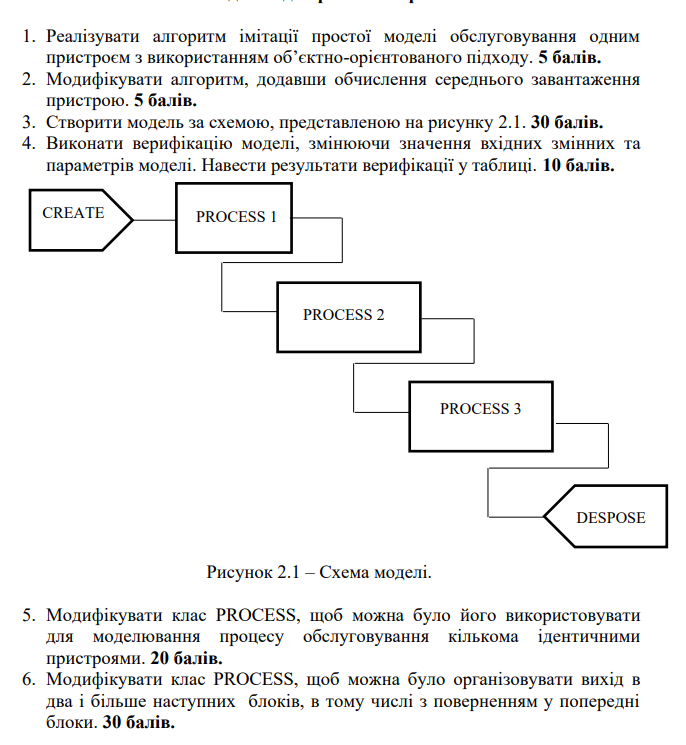 1. Реалізувати алгоритм імітації простої моделі обслуговування одним
пристроєм з використанням об’єктно-орієнтованого підходу. 5 балів.
2. Модифікувати алгоритм, додавши обчислення середнього завантаження
пристрою. 5 балів.
3. Створити модель за схемою, представленою на рисунку 2.1. 30 балів.
4. Виконати верифікацію моделі, змінюючи значення вхідних змінних та
параметрів моделі. Навести результати верифікації у таблиці. 10 балів.
CREATE
PROCESS 1
PROCESS 2
PROCESS 3
DESPOSE
Рисунок 2.1 – Схема моделі.
5. Модифікувати клас PROCESS, щоб можна було його використовувати
для моделювання процесу обслуговування кількома ідентичними
пристроями. 20 балів.
6. Модифікувати клас PROCESS, щоб можна було організовувати вихід в
два і більше наступних блоків, в тому числі з поверненням у попередні
блоки. 30 балів.